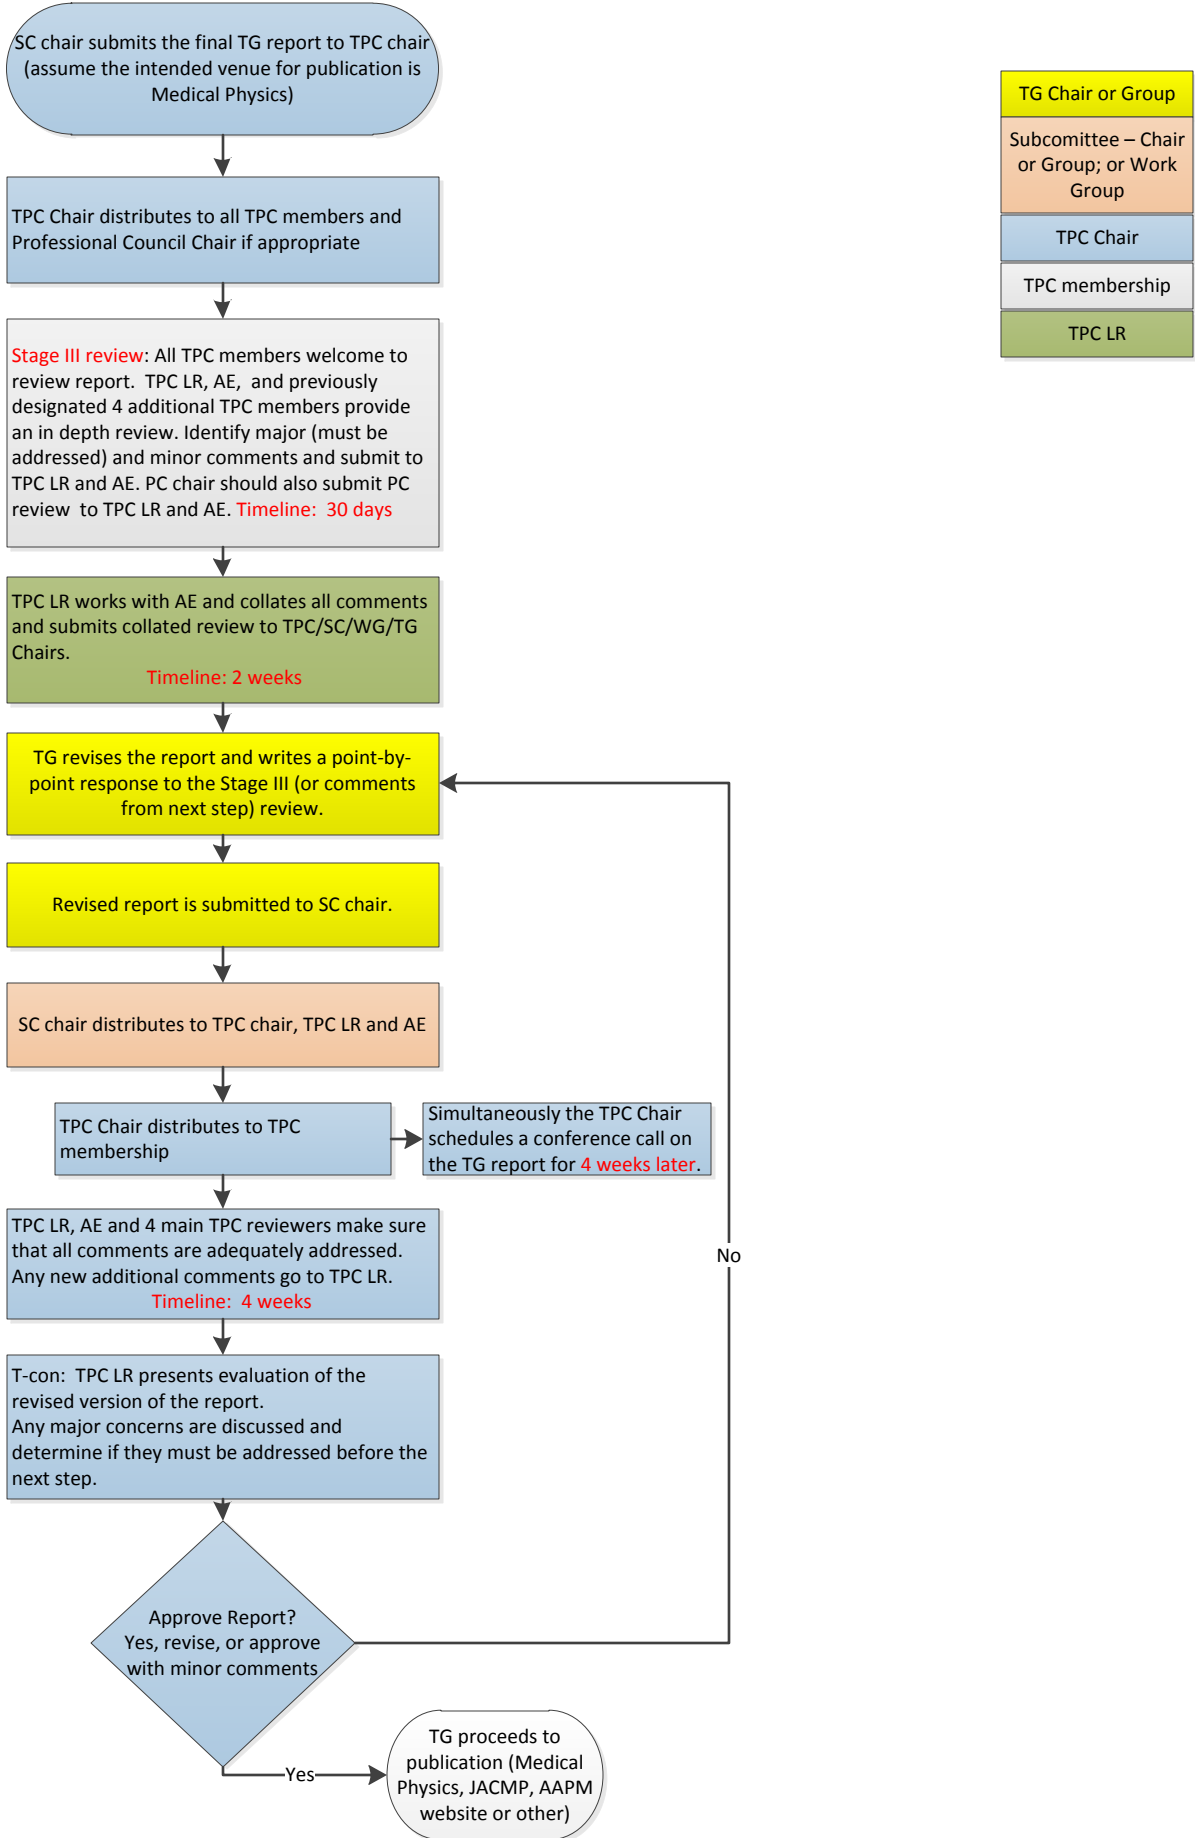 SC chair submits the final TG report to TPC chair
(assume the intended venue for publication is
Medical Physics)
TG Chair or Group
Subcomittee – Chair
or Group; or Work
Group
TPC Chair
TPC membership
TPC LR
TPC Chair distributes to all TPC members and
Professional Council Chair if appropriate
Stage III review: All TPC members welcome to
review report. TPC LR, AE, and previously
designated 4 additional TPC members provide
an in depth review. Identify major (must be
addressed) and minor comments and submit to
TPC LR and AE. PC chair should also submit PC
review to TPC LR and AE. Timeline: 30 days
TPC LR works with AE and collates all comments
and submits collated review to TPC/SC/WG/TG
Chairs.
Timeline: 2 weeks
TG revises the report and writes a point-by-
point response to the Stage III (or comments
from next step) review.
Revised report is submitted to SC chair.
SC chair distributes to TPC chair, TPC LR and AE
TPC Chair distributes to TPC
membership
Simultaneously the TPC Chair
schedules a conference call on
the TG report for 4 weeks later.
TPC LR, AE and 4 main TPC reviewers make sure
that all comments are adequately addressed.
Any new additional comments go to TPC LR.
Timeline: 4 weeks
No
T-con: TPC LR presents evaluation of the
revised version of the report.
Any major concerns are discussed and
determine if they must be addressed before the
next step.
Approve Report?
Yes, revise, or approve
with minor comments
Yes
TG proceeds to
publication (Medical
Physics, JACMP, AAPM
website or other)